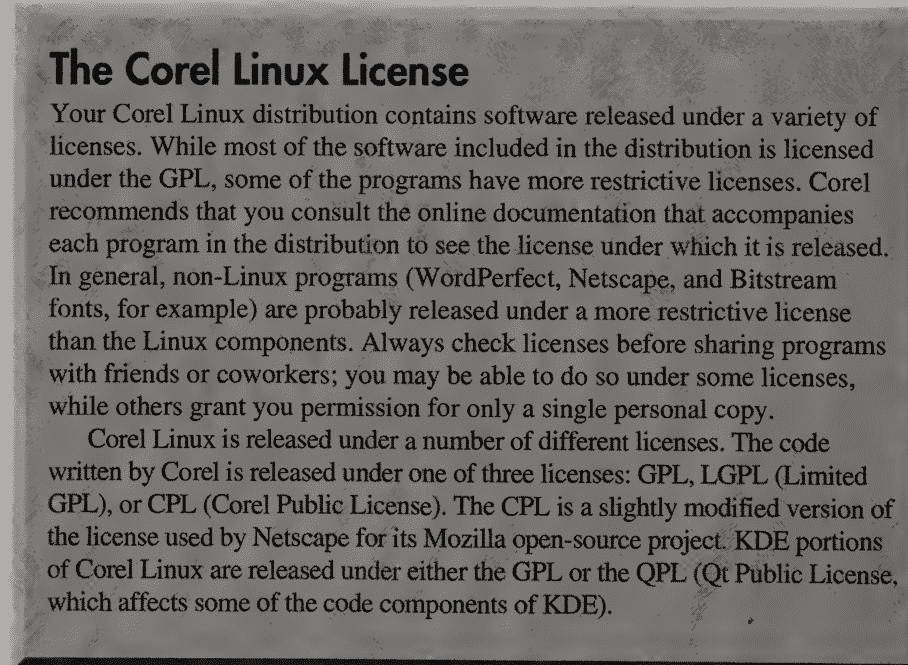 The Corel Linux License
Your Corel Linux distribution contains software released under a variety of
licenses. While most of the software included in the distribution is licensed
under the GPL, some of the programs have more restrictive licenses. Corel
recommends that you consult the online documentation that accompanies
each program in the distribution to see the license under which it is released.
In general, non-Linux programs (WordPerfect, Netscape, and Bitstream
fonts, for example) are probably released under a more restrictive license
than the Linux components. Always check licenses before sharing programs
with friends or coworkers; you may be able to do so under some licenses,
while others grant you permission for only a single personal copy.
Corel Linux is released under a number of different licenses. The code
written by Corel is released under one of three licenses: GPL, LGPL (Limited
GPL), or CPL (Corel Public License). The CPL is a slightly modified version of
the license used by Netscape for its Mozilla open-source project. KDE portions
of Corel Linux are released under either the GPL or the QPL (Qt Public License,
which affects some of the code components of KDE).